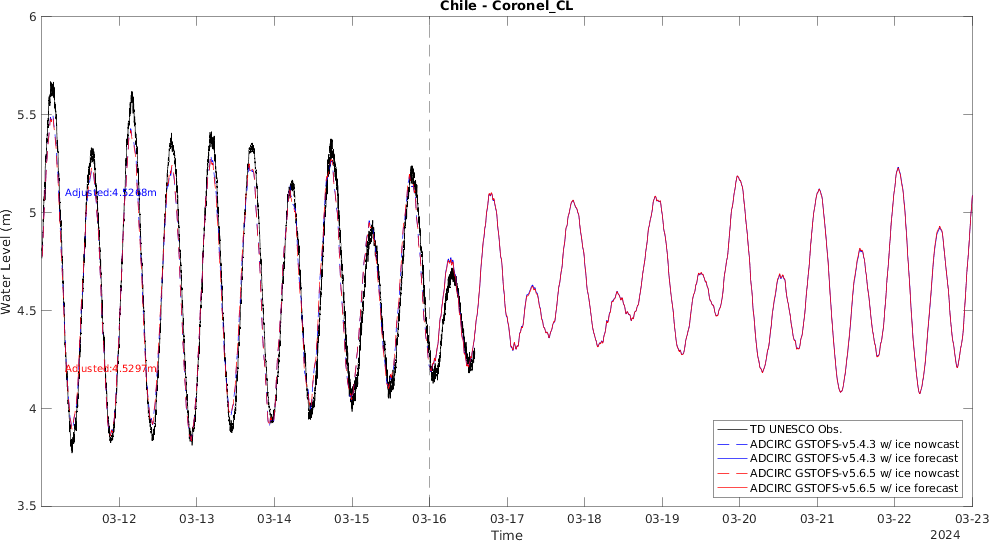 Chile - Coronel_CL
6
5.5
5
4.5
4
3.5
Water Level (m)
Adjusted:4.5268m
Adjusted:4.5297m
TD UNESCO Obs.
ADCIRC GSTOFS-v5.4.3 w/ ice nowcast
ADCIRC GSTOFS-v5.4.3 w/ ice forecast
ADCIRC GSTOFS-v5.6.5 w/ ice nowcast
ADCIRC GSTOFS-v5.6.5 w/ ice forecast
03-12 03-13 03-14 03-15 03-16 03-17 03-18 03-19 03-20 03-21 03-22 03-23
Time
2024